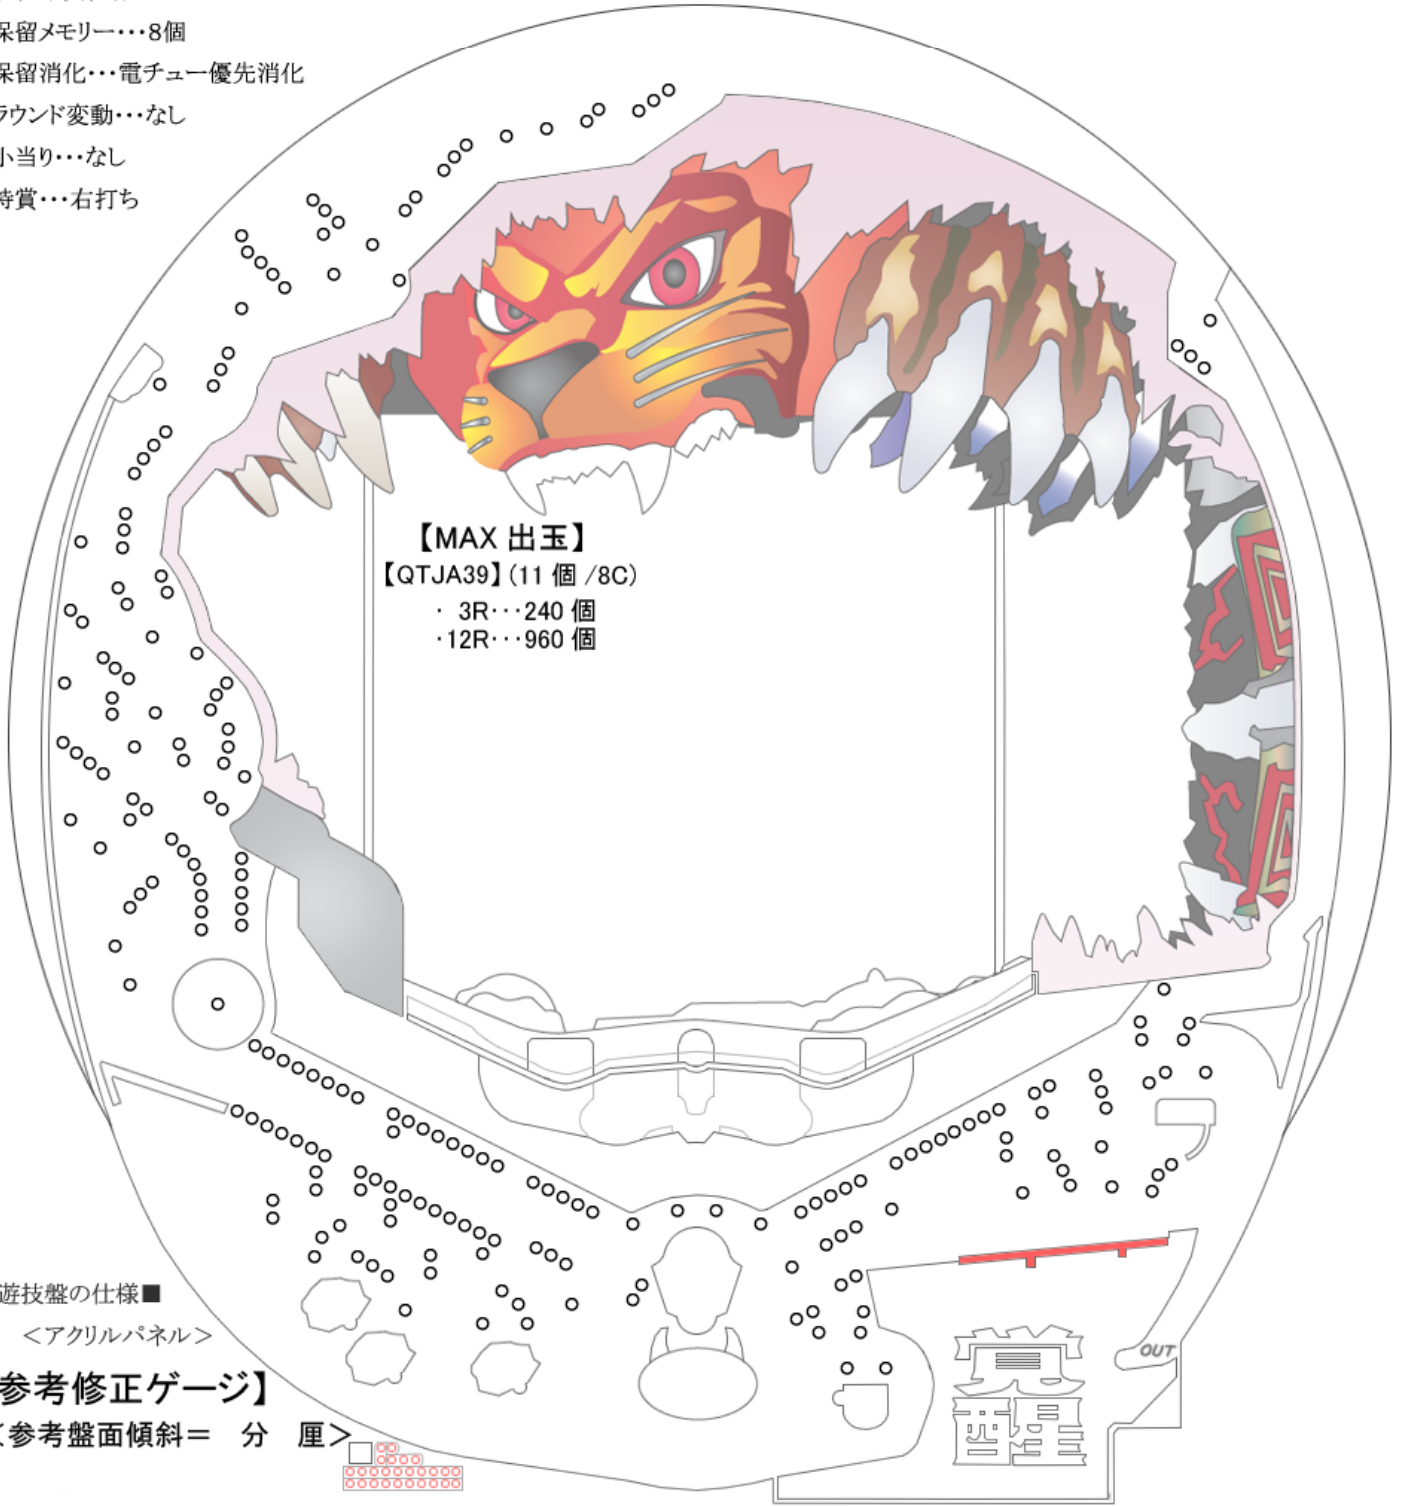 保留メモリー・・・8個
保留消化・・・電チュー優先消化
ラウンド変動・・・なし
小当り・・・なし
特賞・・・右打ち
【MAX 出玉】
【QTJA39】(11 個 /8C)
・ 3R・・・240 個
・12R・・・960 個
遊技盤の仕様■
＜アクリルパネル＞
参考修正ゲージ】
〈参考盤面傾斜＝　分　厘＞
OUT
覚醒